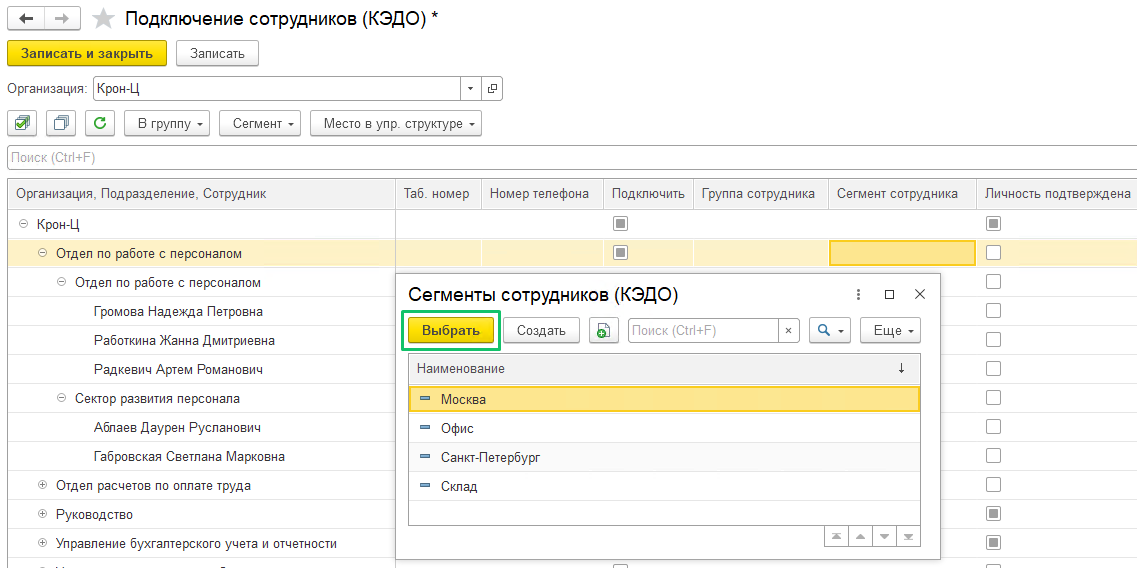 Подключение сотрудников (КЭДО) *
Записать и закрыть Записать
Организация: Крон-Ц
В группу Сегмент Место в упр. структуре
Поиск (Ctrl+F)
Организация, Подразделение, Сотрудник Таб. номер Номер телефона Подключить Группа сотрудника Сегмент сотрудника Личность подтверждена
Крон-Ц
Отдел по работе с персоналом
Отдел по работе с персоналом
Громова Надежда Петровна
Работкина Жанна Дмитриевна
Радкевич Артем Романович
Сектор развития персонала
Аблаев Даурен Русланович
Габровская Светлана Марковна
Отдел расчетов по оплате труда
Руководство
Управление бухгалтерского учета и отчетности
Сегменты сотрудников (КЭДО)
Выбрать Создать Поиск (Ctrl+F) Еще
Наименование
Москва
Офис
Санкт-Петербург
Склад